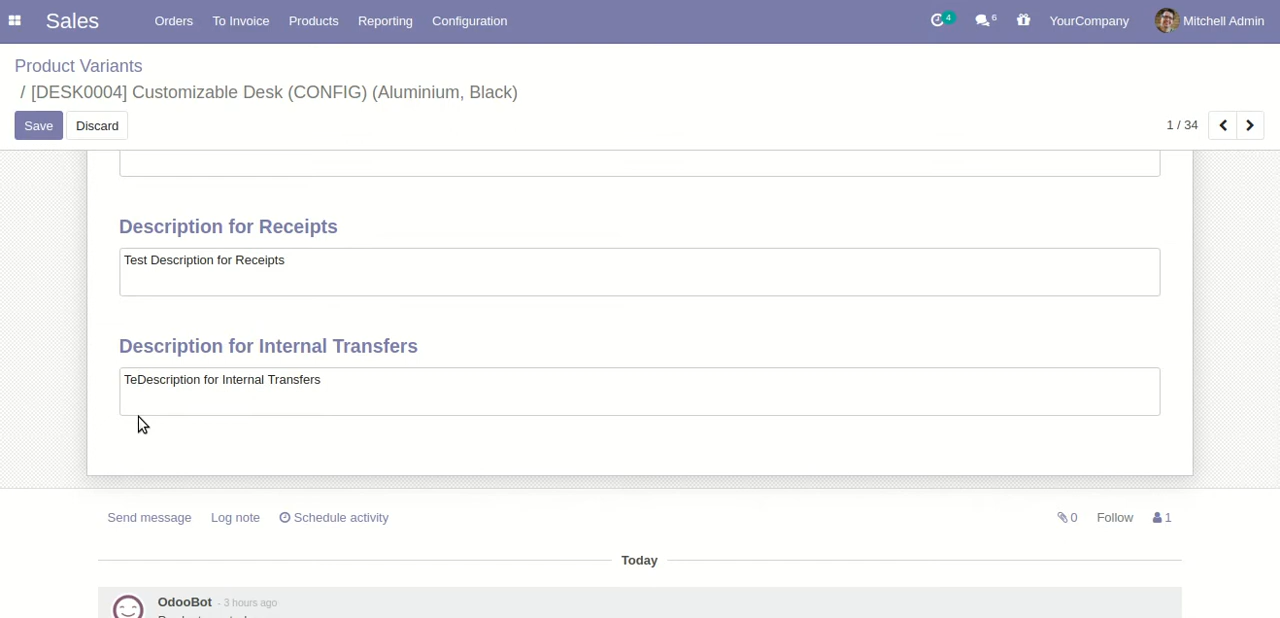 Sales Orders To Invoice Products Reporting Configuration 4 6 YourCompany Mitchell Admin
Product Variants
/ [DESK0004] Customizable Desk (CONFIG) (Aluminium, Black)
Save Discard 1 / 34
Description for Receipts
Test Description for Receipts
Description for Internal Transfers
TeDescription for Internal Transfers
Send message Log note Schedule activity 0 Follow 1
Today
OdooBot - 3 hours ago